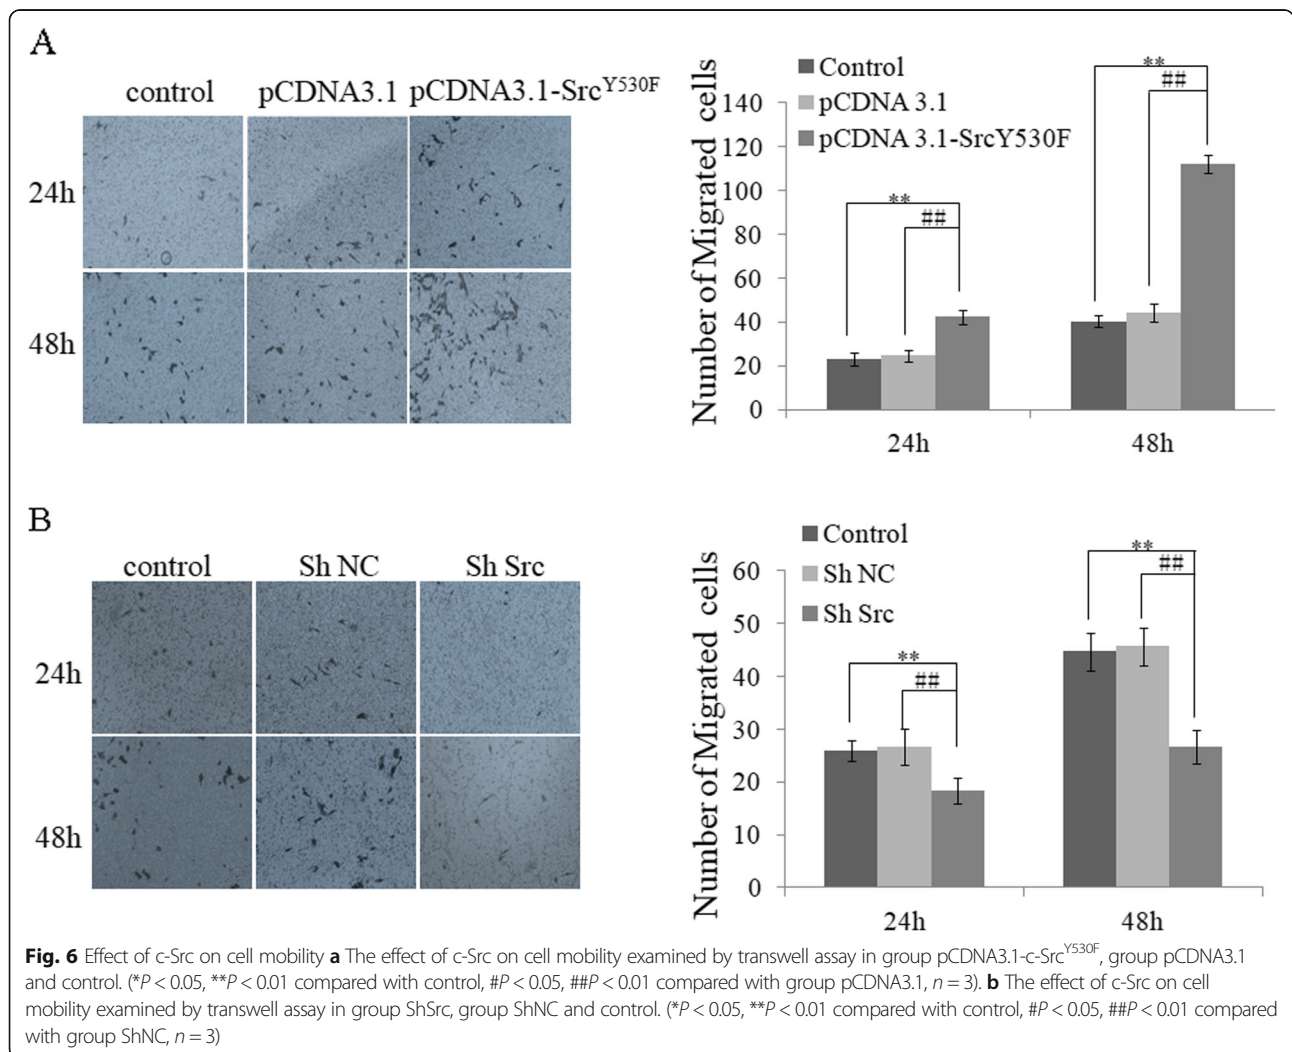 A
control pCDNA3.1 pCDNA3.1-Src^Y530F
24h
48h
Control
pCDNA 3.1
pCDNA 3.1-SrcY530F
Number of Migrated cells
140
120
100
80
60
40
20
0
** ##
** ##
24h 48h
B
control Sh NC Sh Src
24h
48h
Control
Sh NC
Sh Src
Number of Migrated cells
60
50
40
30
20
10
0
** ##
** ##
24h 48h
Fig. 6 Effect of c-Src on cell mobility a The effect of c-Src on cell mobility examined by transwell assay in group pCDNA3.1-c-Src^Y530F, group pCDNA3.1
and control. (*P < 0.05, **P < 0.01 compared with control, #P < 0.05, ##P < 0.01 compared with group pCDNA3.1, n = 3). b The effect of c-Src on cell
mobility examined by transwell assay in group ShSrc, group ShNC and control. (*P < 0.05, **P < 0.01 compared with control, #P < 0.05, ##P < 0.01 compared
with group ShNC, n = 3)